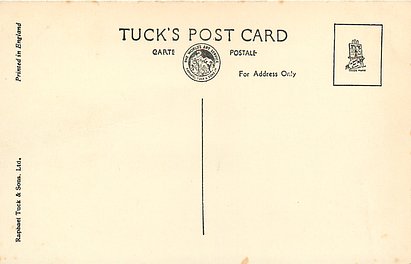 TUCK'S POST CARD
CARTE POSTALE
For Address Only
Printed in England
Raphael Tuck & Sons, Ltd.